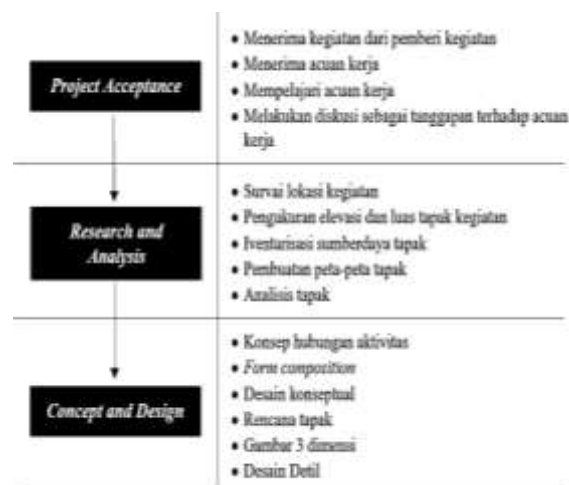 Project Acceptance
• Menerima kegiatan dari pemberi kegiatan
• Menerima acuan kerja
• Mempelajari acuan kerja
• Melakukan diskusi sebagai tanggapan terhadap acuan
kerja
Research and
Analysis
• Survai lokasi kegiatan
• Pengukuran elevasi dan luas tapak kegiatan
• Iventarisasi sumberdaya tapak
• Pembuatan peta-peta tapak
• Analisis tapak
Concept and Design
• Konsep hubungan aktivitas
• Form composition
• Desain konseptual
• Rencana tapak
• Gambar 3 dimensi
• Desain Detil